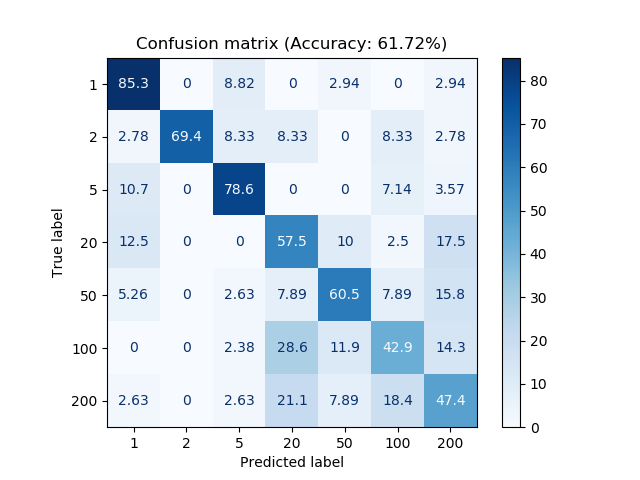 Confusion matrix (Accuracy: 61.72%)
1 85.3 0 8.82 0 2.94 0 2.94
2 2.78 69.4 8.33 8.33 0 8.33 2.78
5 10.7 0 78.6 0 0 7.14 3.57
20 12.5 0 0 57.5 10 2.5 17.5
50 5.26 0 2.63 7.89 60.5 7.89 15.8
100 0 0 2.38 28.6 11.9 42.9 14.3
200 2.63 0 2.63 21.1 7.89 18.4 47.4
1 2 5 20 50 100 200
Predicted label
True label
80
70
60
50
40
30
20
10
0